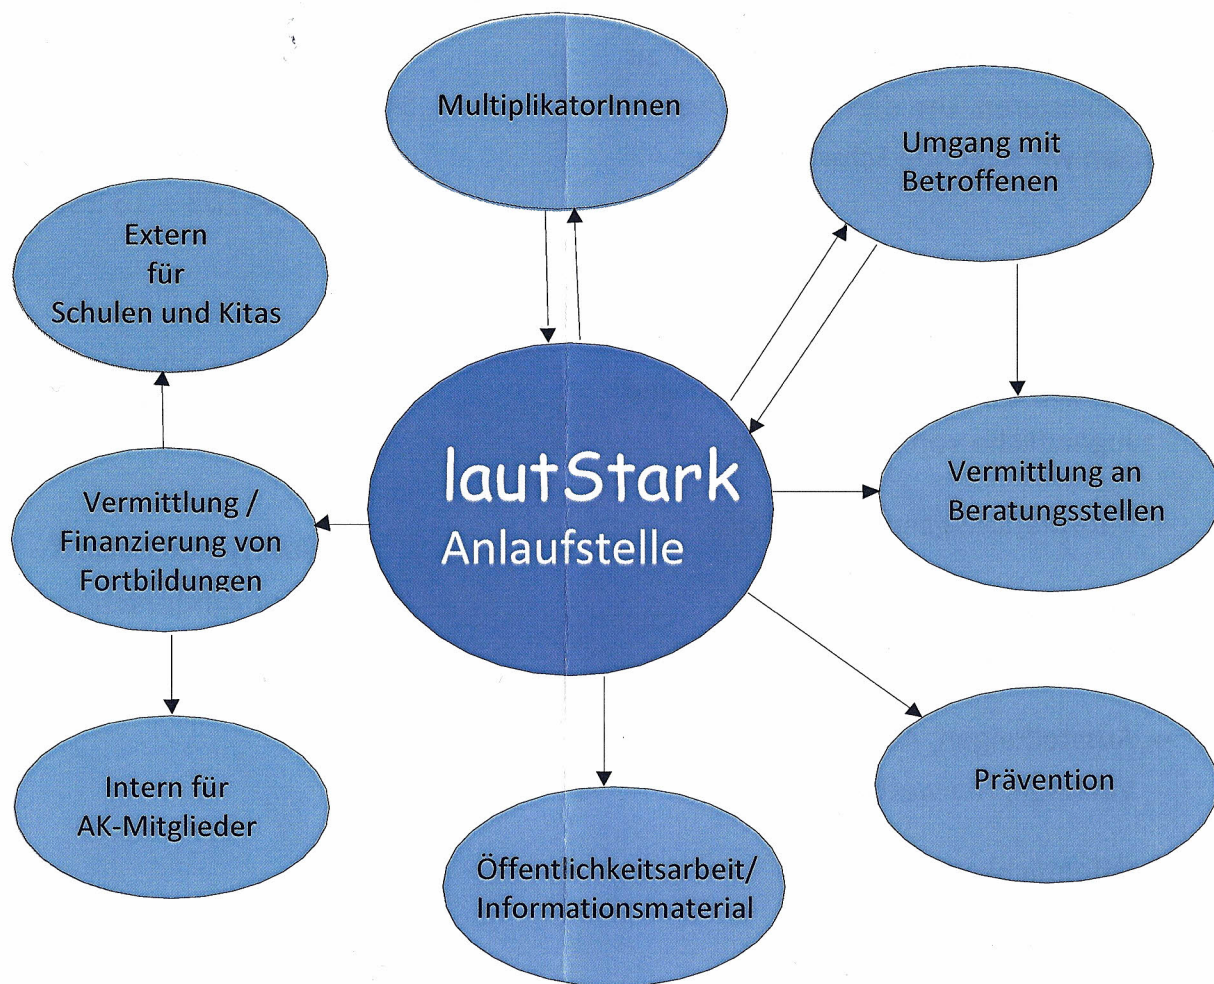 MultiplikatorInnen
Umgang mit
Betroffenen
Extern
für
Schulen und Kitas
lautStark
Anlaufstelle
Vermittlung an
Beratungsstellen
Vermittlung /
Finanzierung von
Fortbildungen
Intern für
AK-Mitglieder
Prävention
Öffentlichkeitsarbeit/
Informationsmaterial